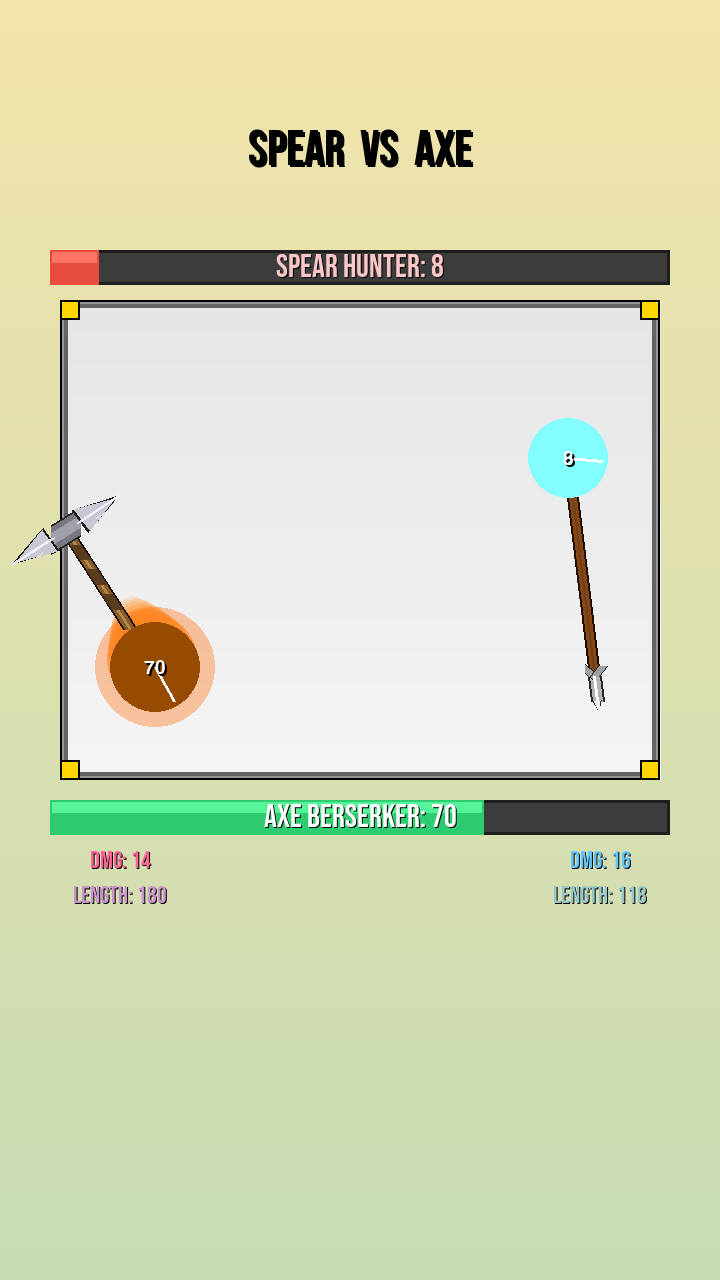 SPEAR VS AXE
SPEAR HUNTER: 8
8
70
AXE BERSERKER: 70
DMG: 14
DMG: 16
LENGTH: 180
LENGTH: 118